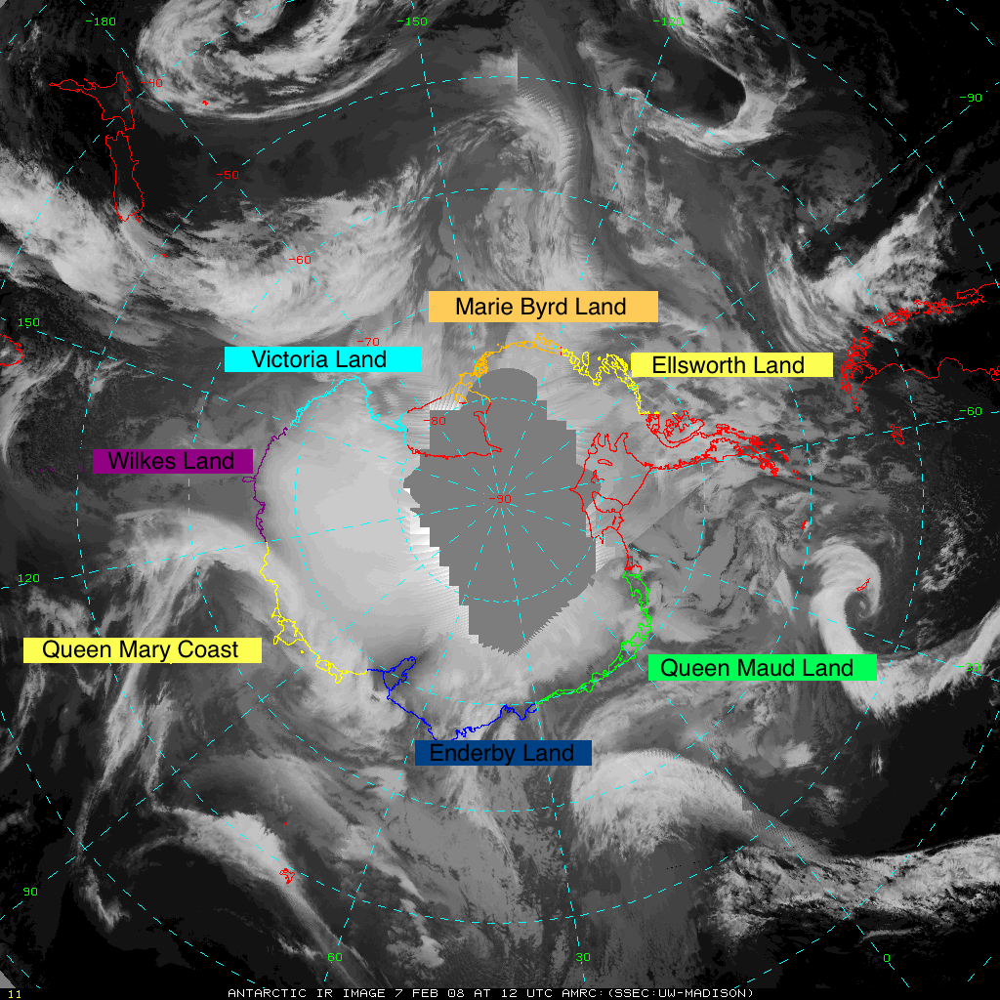 -180
-150
-120
-40
-90
-50
-60
150
Marie Byrd Land
-70
Victoria Land
Ellsworth Land
-80
-60
Wilkes Land
-90
120
Queen Mary Coast
Queen Maud Land
Enderby Land
90
60
30
0
11
ANTARCTIC IR IMAGE 7 FEB 08 AT 12 UTC AMRC:(SSEC:UW-MADISON)